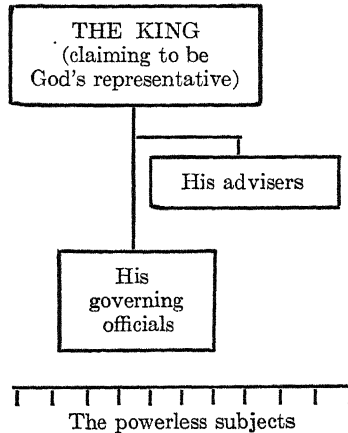 THE KING
(claiming to be
God's representative)
His advisers
His
governing
officials
The powerless subjects